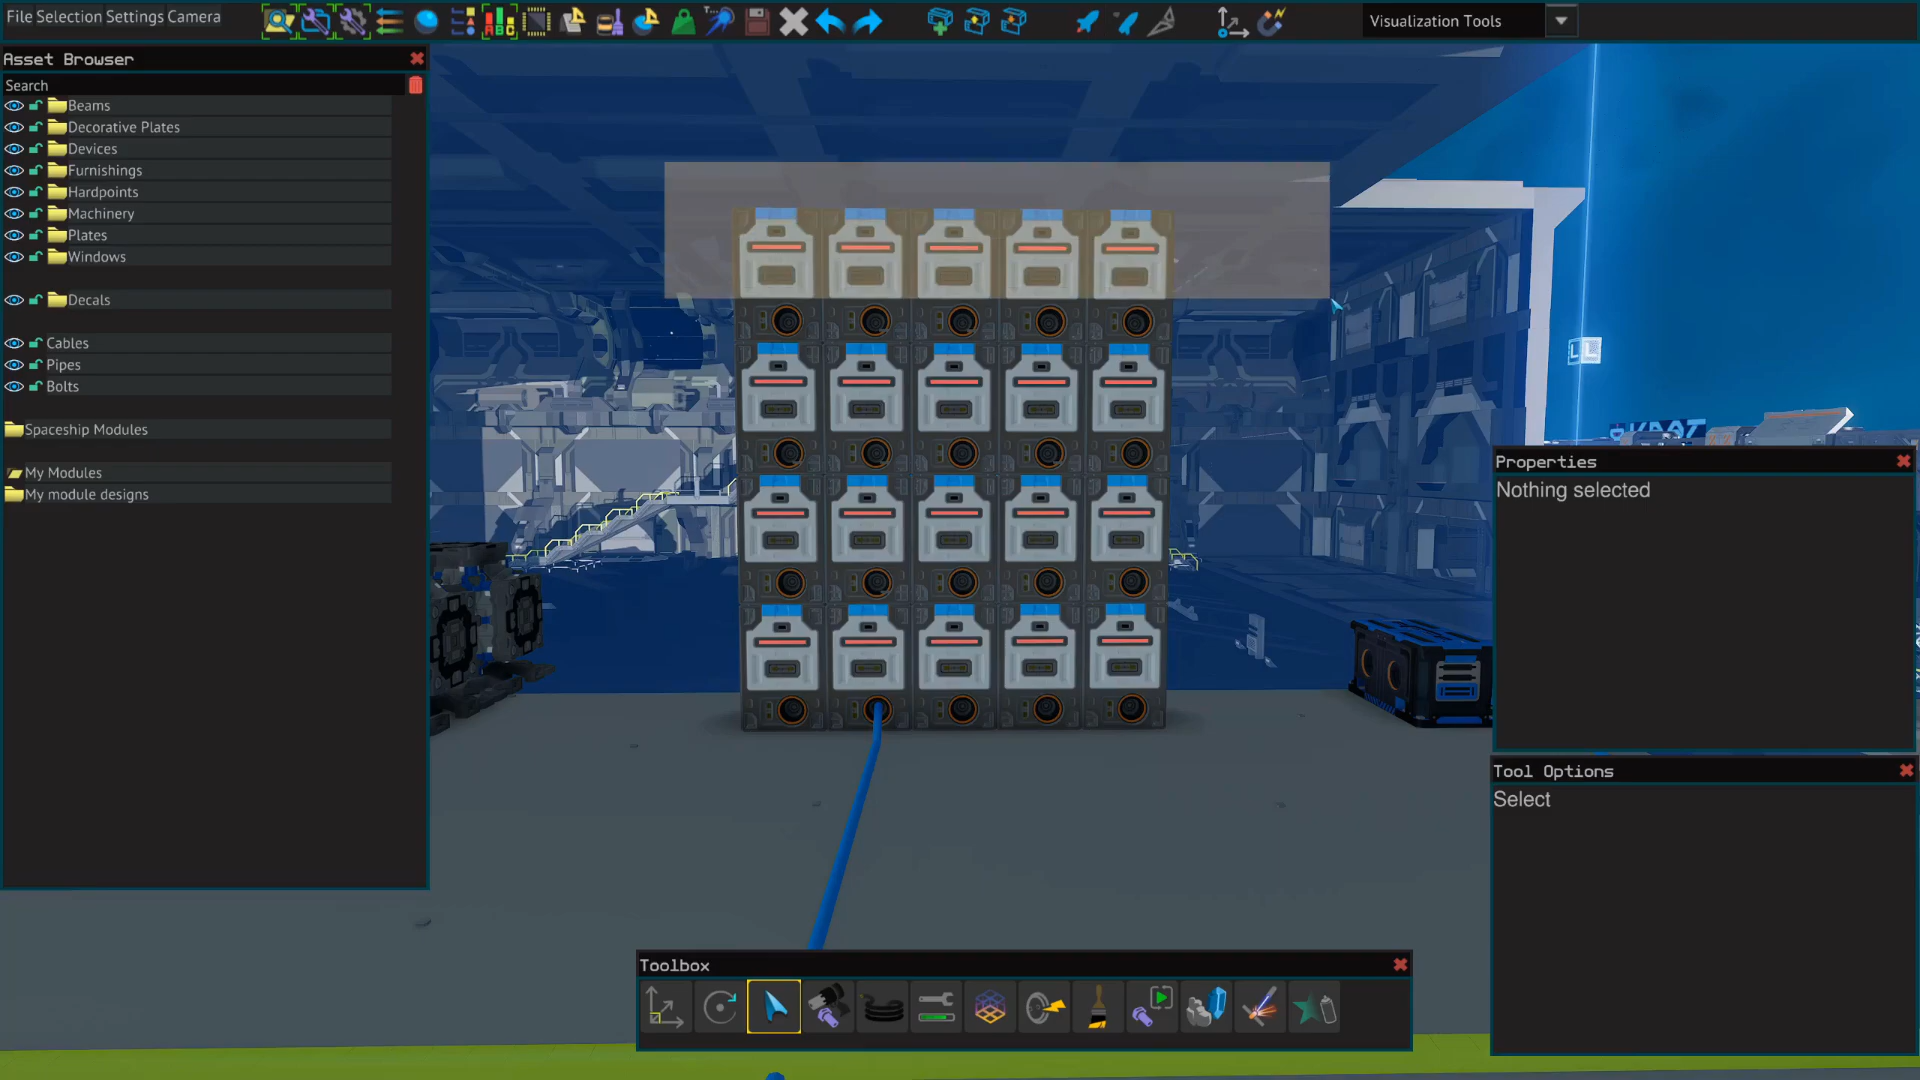 File Selection Settings Camera
ABC
Visualization Tools
Asset Browser
Search
Beams
Decorative Plates
Devices
Furnishings
Hardpoints
Machinery
Plates
Windows
Decals
Cables
Pipes
Bolts
Spaceship Modules
My Modules
My module designs
Properties
Nothing selected
Tool Options
Select
Toolbox